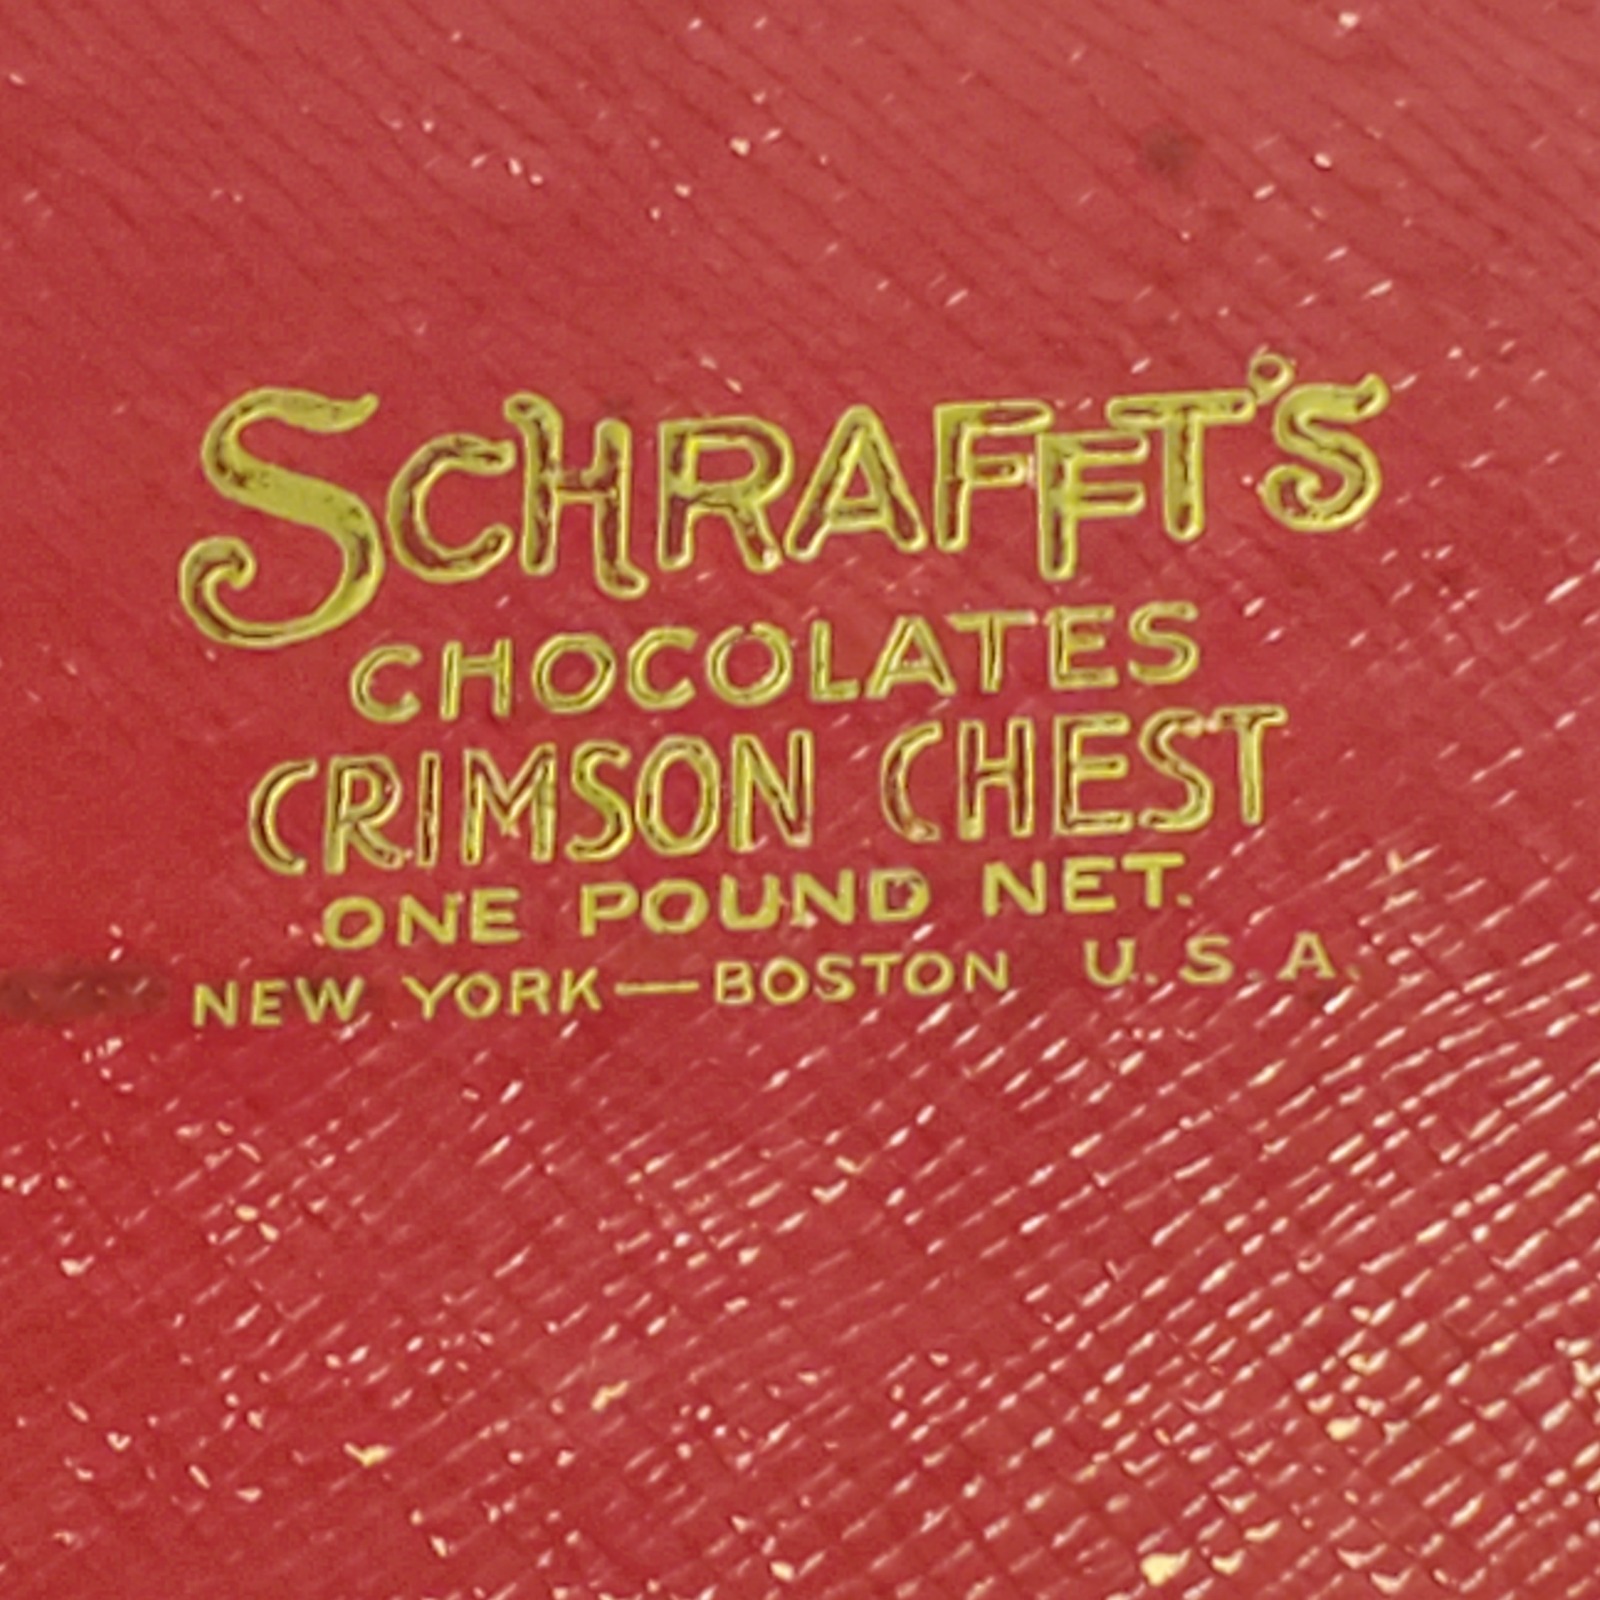 SCHRAFFT'S
CHOCOLATES
CRIMSON CHEST
ONE POUND NET.
NEW YORK—BOSTON U.S.A.